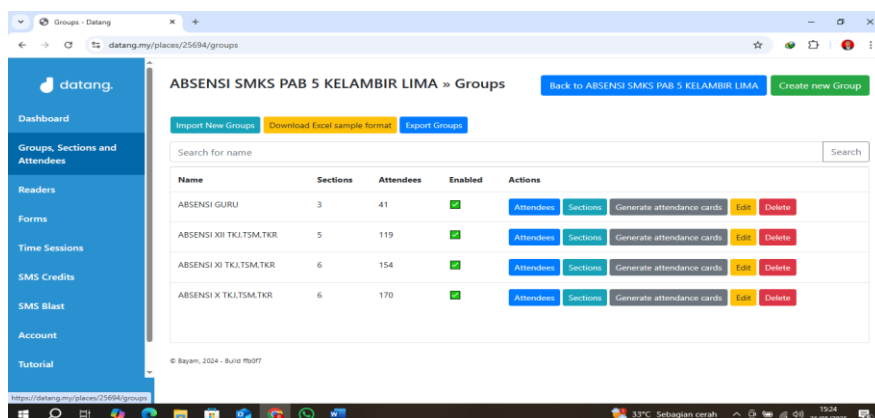 Groups - Datang
datang.my/places/25694/groups
datang.
ABSENSI SMKS PAB 5 KELAMBIR LIMA » Groups
Back to ABSENSI SMKS PAB 5 KELAMBIR LIMA
Create new Group
Dashboard
Groups, Sections and
Attendees
Readers
Forms
Time Sessions
SMS Credits
SMS Blast
Account
Tutorial
Import New Groups
Download Excel sample format
Export Groups
Search for name
Search
Name Sections Attendees Enabled Actions
ABSENSI GURU 3 41 Attendees Sections Generate attendance cards Edit Delete
ABSENSI XII TKJ,TSM,TKR 5 119 Attendees Sections Generate attendance cards Edit Delete
ABSENSI XI TKJ,TSM,TKR 6 154 Attendees Sections Generate attendance cards Edit Delete
ABSENSI X TKJ,TSM,TKR 6 170 Attendees Sections Generate attendance cards Edit Delete
© Bayam, 2024 - Build ffb0f7
https://datang.my/places/25694/groups
33°C Sebagian cerah
15:24